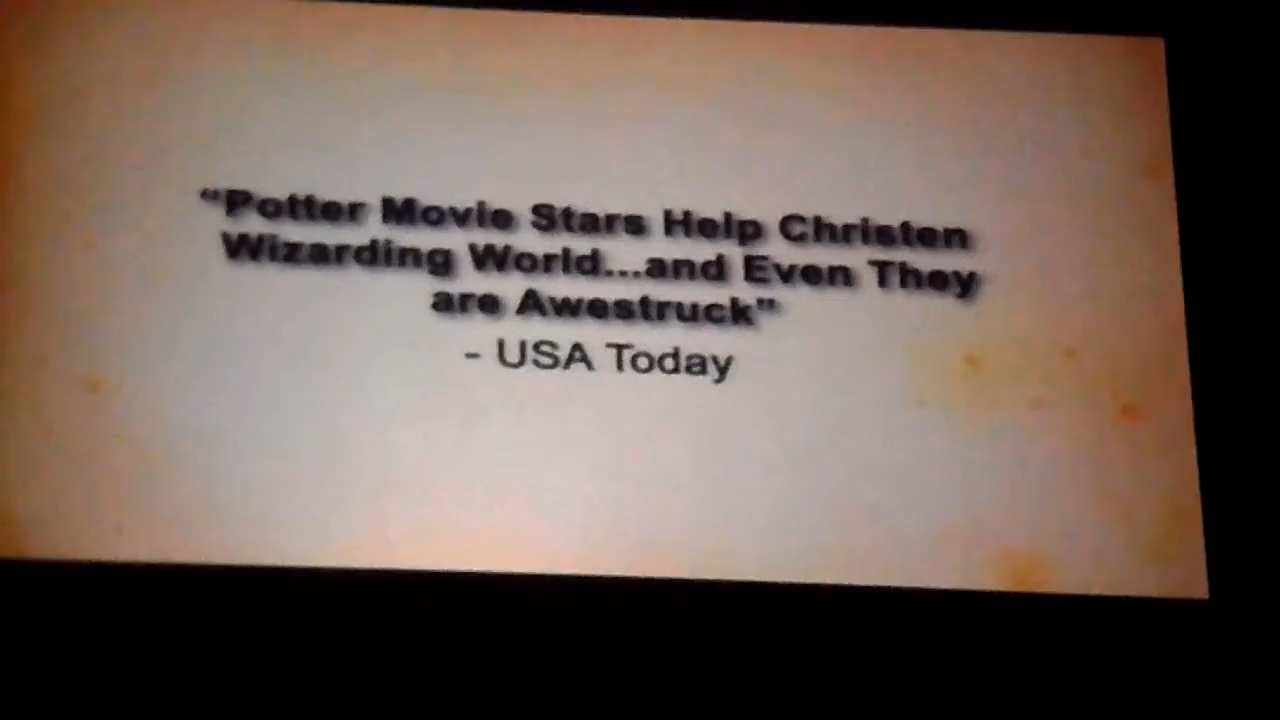 “Potter Movie Stars Help Christen
Wizarding World...and Even They
are Awestruck”
- USA Today